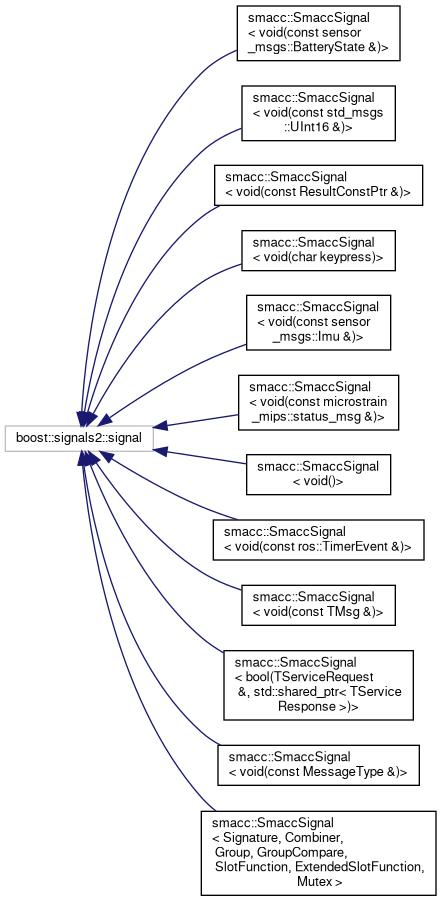 smacc::SmaccSignal
< void(const sensor
_msgs::BatteryState &)>
smacc::SmaccSignal
< void(const std_msgs
::UInt16 &)>
smacc::SmaccSignal
< void(const ResultConstPtr &)>
smacc::SmaccSignal
< void(char keypress)>
smacc::SmaccSignal
< void(const sensor
_msgs::Imu &)>
smacc::SmaccSignal
< void(const microstrain
_mips::status_msg &)>
boost::signals2::signal
smacc::SmaccSignal
< void()>
smacc::SmaccSignal
< void(const ros::TimerEvent &)>
smacc::SmaccSignal
< void(const TMsg &)>
smacc::SmaccSignal
< bool(TServiceRequest
&, std::shared_ptr< TService
Response >)>
smacc::SmaccSignal
< void(const MessageType &)>
smacc::SmaccSignal
< Signature, Combiner,
Group, GroupCompare,
SlotFunction, ExtendedSlotFunction,
Mutex >